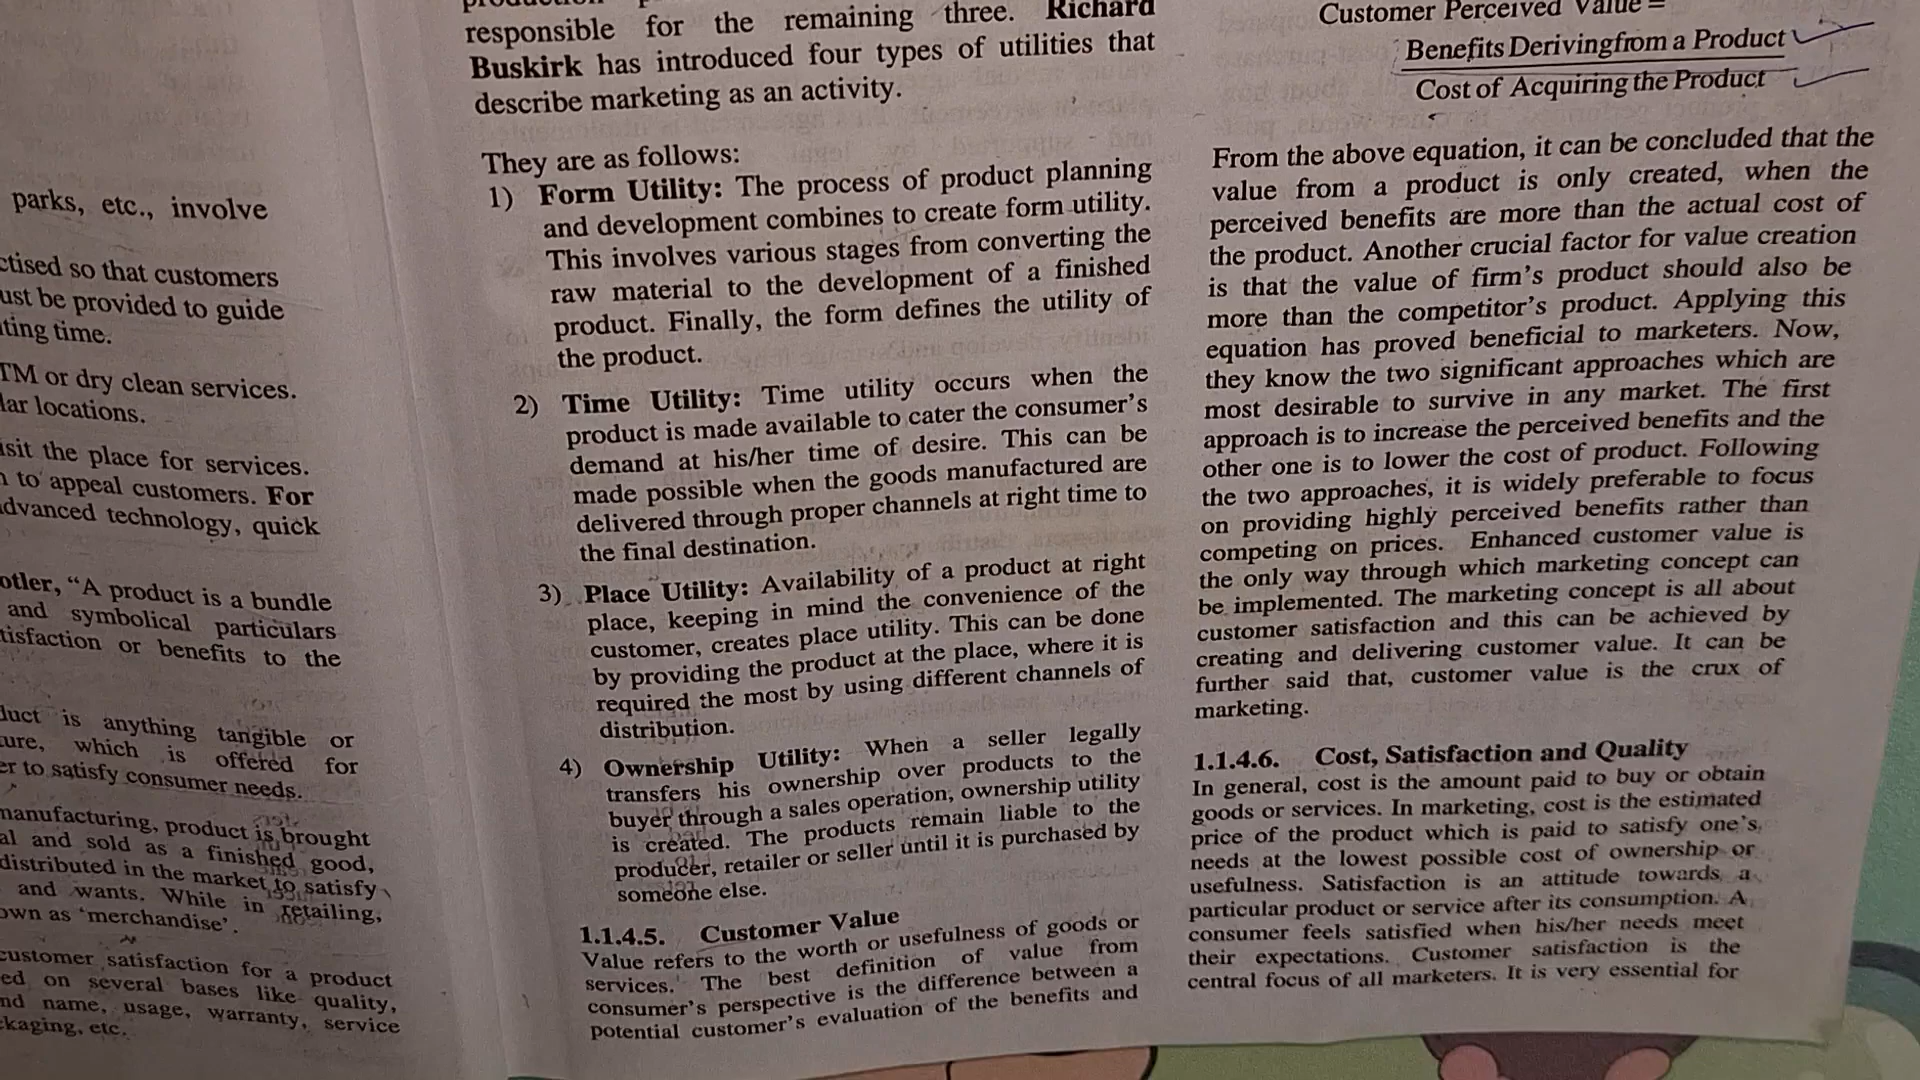 parks, etc., involve
so that customers
be provided to guide
time.
or dry clean services.
locations.
the place for services.
to appeal customers. For
technology, quick
"A product is a bundle
and symbolical particulars
or benefits to the
is anything tangible or
which is offered for
to satisfy consumer needs.
manufacturing, product is brought
and sold as a finished good,
distributed in the market to satisfy
and wants. While in retailing,
as 'merchandise'.
customer satisfaction for a product
on several bases like quality,
name, usage, warranty, service
etc.
responsible for the remaining three. Richard
Buskirk has introduced four types of utilities that
describe marketing as an activity.
They are as follows:
1) Form Utility: The process of product planning
and development combines to create form utility.
This involves various stages from converting the
raw material to the development of a finished
product. Finally, the form defines the utility of
the product.
2) Time Utility: Time utility occurs when the
product is made available to cater the consumer's
demand at his/her time of desire. This can be
made possible when the goods manufactured are
delivered through proper channels at right time to
the final destination.
3) Place Utility: Availability of a product at right
place, keeping in mind the convenience of the
customer, creates place utility. This can be done
by providing the product at the place, where it is
required the most by using different channels of
distribution.
4) Ownership Utility: When a seller legally
transfers his ownership over products to the
buyer through a sales operation, ownership utility
is created. The products remain liable to the
producer, retailer or seller until it is purchased by
someone else.
1.1.4.5. Customer Value
Value refers to the worth or usefulness of goods or
services. The best definition of value from
consumer's perspective is the difference between a
potential customer's evaluation of the benefits and
Customer Perceived Value =
Benefits Derivingfrom a Product
Cost of Acquiring the Product
From the above equation, it can be concluded that the
value from a product is only created, when the
perceived benefits are more than the actual cost of
the product. Another crucial factor for value creation
is that the value of firm's product should also be
more than the competitor's product. Applying this
equation has proved beneficial to marketers. Now,
they know the two significant approaches which are
most desirable to survive in any market. The first
approach is to increase the perceived benefits and the
other one is to lower the cost of product. Following
the two approaches, it is widely preferable to focus
on providing highly perceived benefits rather than
competing on prices. Enhanced customer value is
the only way through which marketing concept can
be implemented. The marketing concept is all about
customer satisfaction and this can be achieved by
creating and delivering customer value. It can be
further said that, customer value is the crux of
marketing.
1.1.4.6. Cost, Satisfaction and Quality
In general, cost is the amount paid to buy or obtain
goods or services. In marketing, cost is the estimated
price of the product which is paid to satisfy one's
needs at the lowest possible cost of ownership or
usefulness. Satisfaction is an attitude towards a
particular product or service after its consumption. A
consumer feels satisfied when his/her needs meet
their expectations. Customer satisfaction is the
central focus of all marketers. It is very essential for